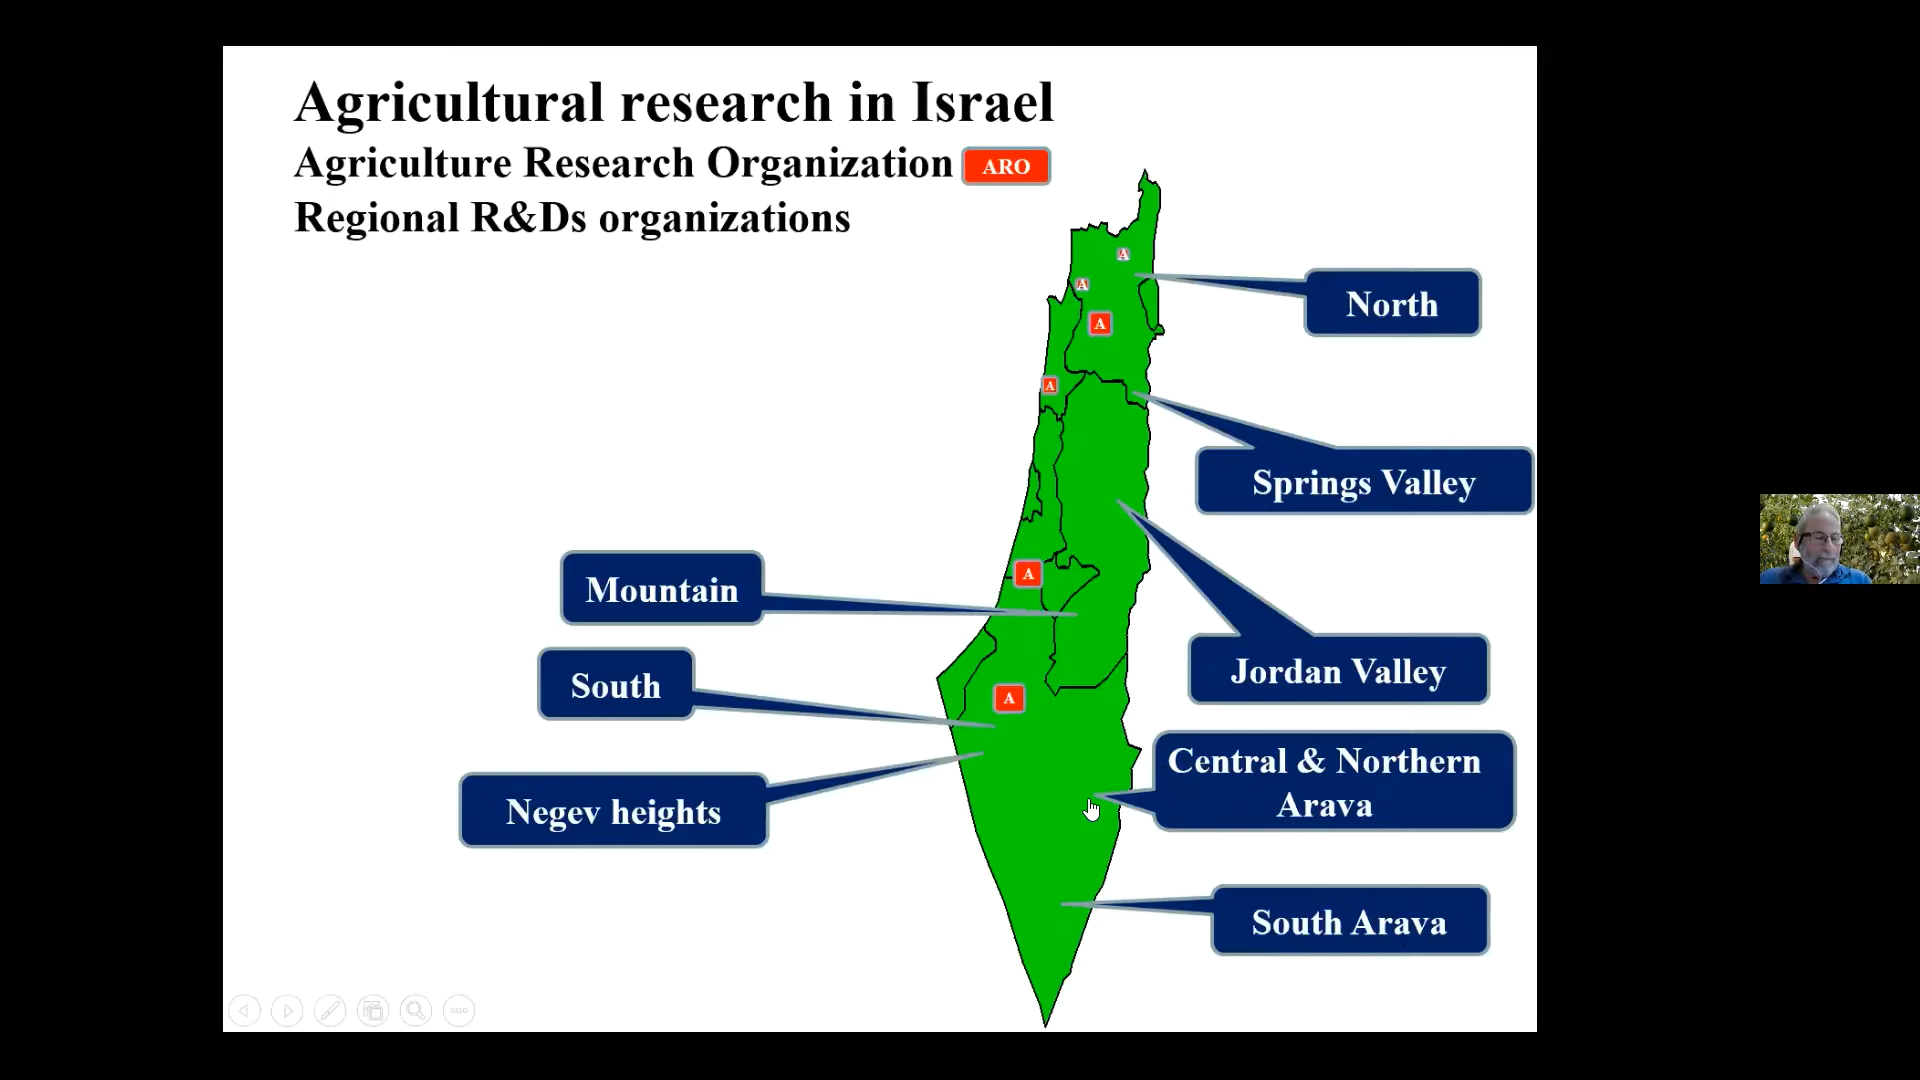 Agricultural research in Israel
Agriculture Research Organization ARO
Regional R&Ds organizations
A
North
A
A
A
Springs Valley
Mountain
A
Jordan Valley
South
A
Central & Northern
Arava
Negev heights
South Arava